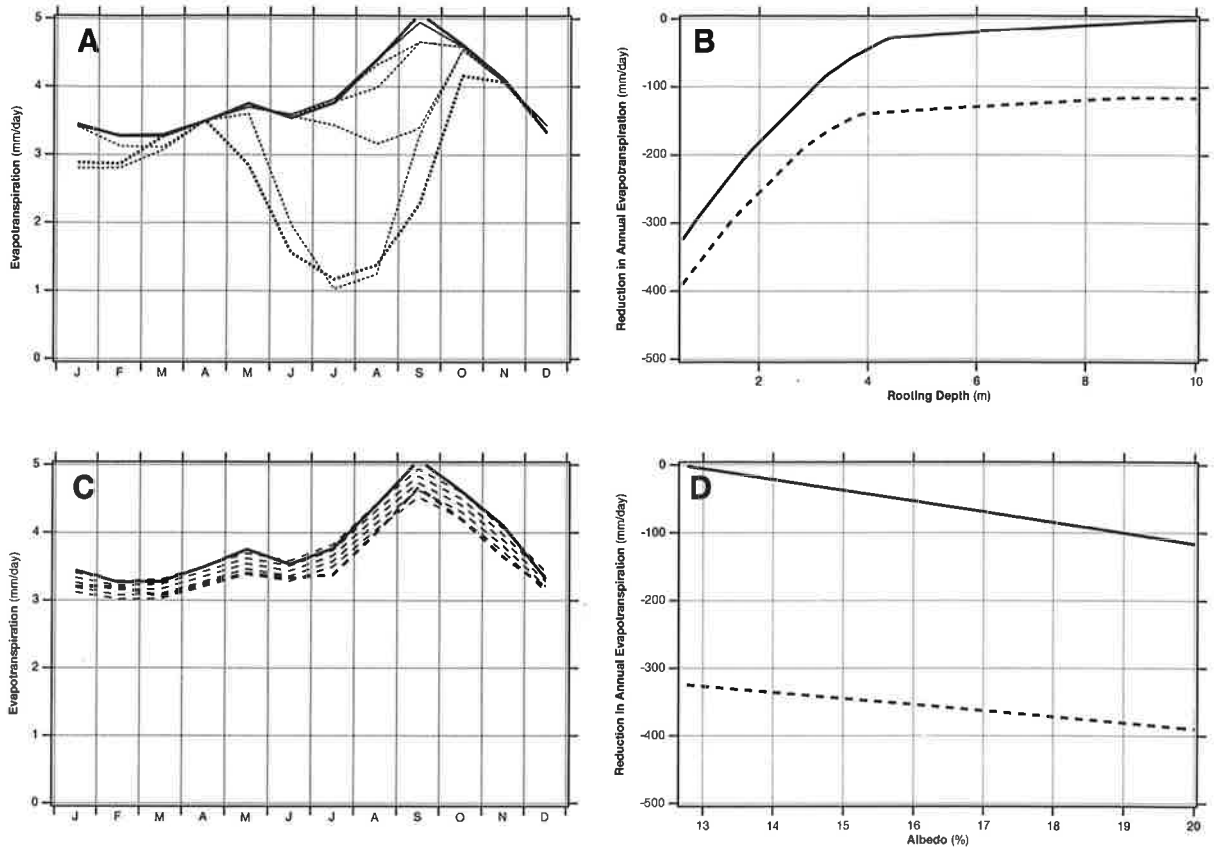 A
Evapotranspiration (mm/day)
5
4
3
2
1
0
J F M A M J J A S O N D
B
Reduction in Annual Evapotranspiration (mm/day)
0
-100
-200
-300
-400
-500
2 4 6 8 10
Rooting Depth (m)
C
Evapotranspiration (mm/day)
5
4
3
2
1
0
J F M A M J J A S O N D
D
Reduction in Annual Evapotranspiration (mm/day)
0
-100
-200
-300
-400
-500
13 14 15 16 17 18 19 20
Albedo (%)